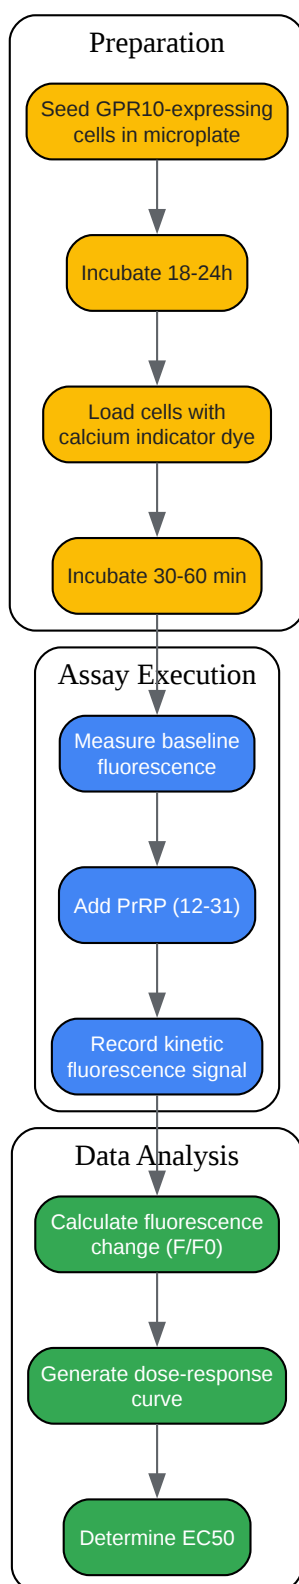 Preparation
Seed GPR10-expressing
cells in microplate
Incubate 18-24h
Load cells with
calcium indicator dye
Incubate 30-60 min
Assay Execution
Measure baseline
fluorescence
Add PrRP (12-31)
Record kinetic
fluorescence signal
Data Analysis
Calculate fluorescence
change (F/F0)
Generate dose-response
curve
Determine EC50